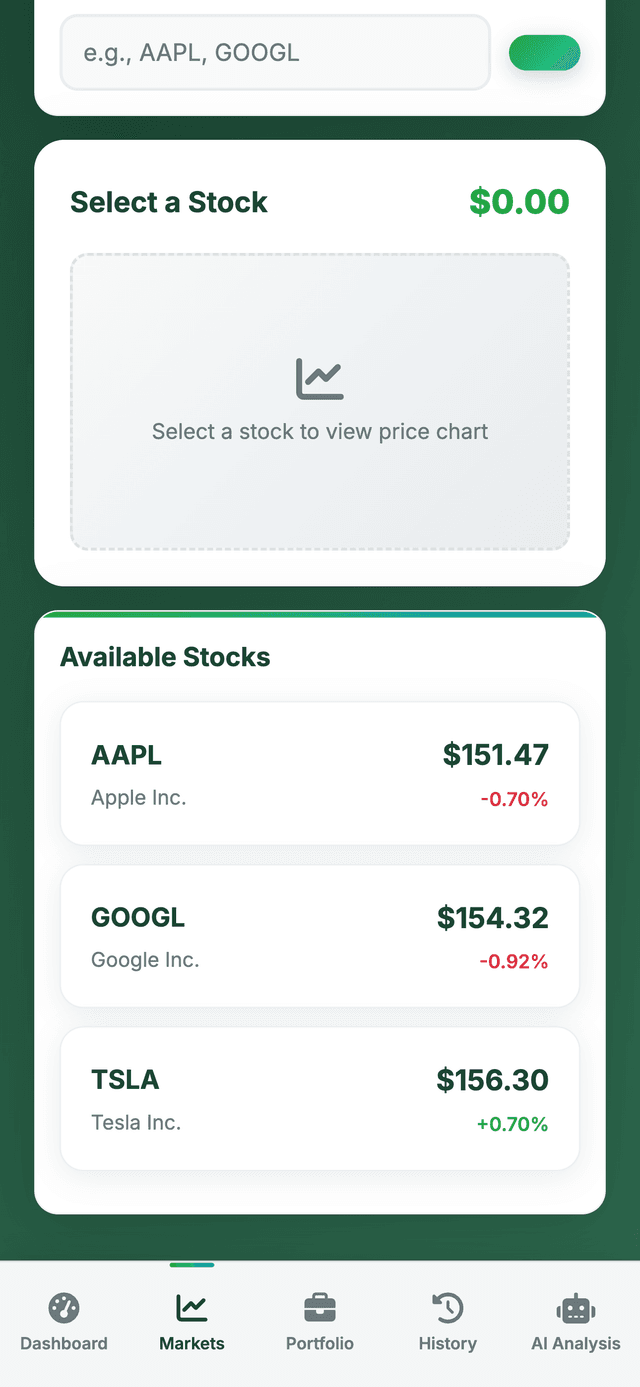 e.g., AAPL, GOOGL
Select a Stock $0.00
Select a stock to view price chart
Available Stocks
AAPL $151.47
Apple Inc. -0.70%
GOOGL $154.32
Google Inc. -0.92%
TSLA $156.30
Tesla Inc. +0.70%
Dashboard Markets Portfolio History AI Analysis